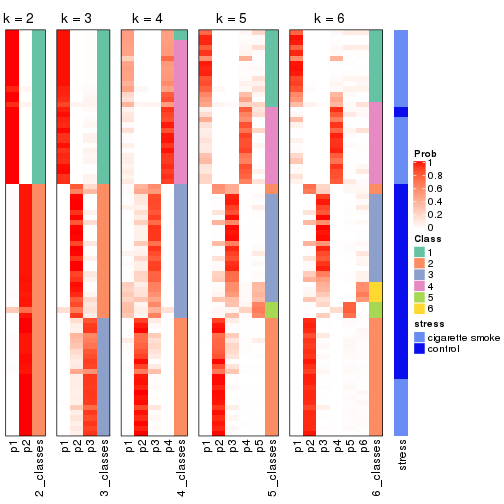 k = 2 k = 3 k = 4 k = 5 k = 6
Prob
1
0.8
0.6
0.4
0.2
0
Class
1
2
3
4
5
6
stress
cigarette smoke
control
p1 p2 2_classes p1 p2 p3 3_classes p1 p2 p3 p4 4_classes p1 p2 p3 p4 p5 5_classes p1 p2 p3 p4 p5 p6 6_classes stress